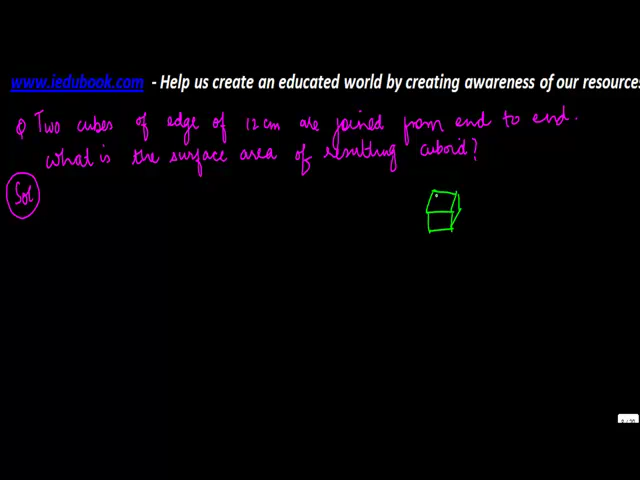 www.iedubook.com - Help us create an educated world by creating awareness of our resources
Q Two cubes of edge of 12 cm are joined from end to end.
What is the surface area of resulting cuboid?
Sol